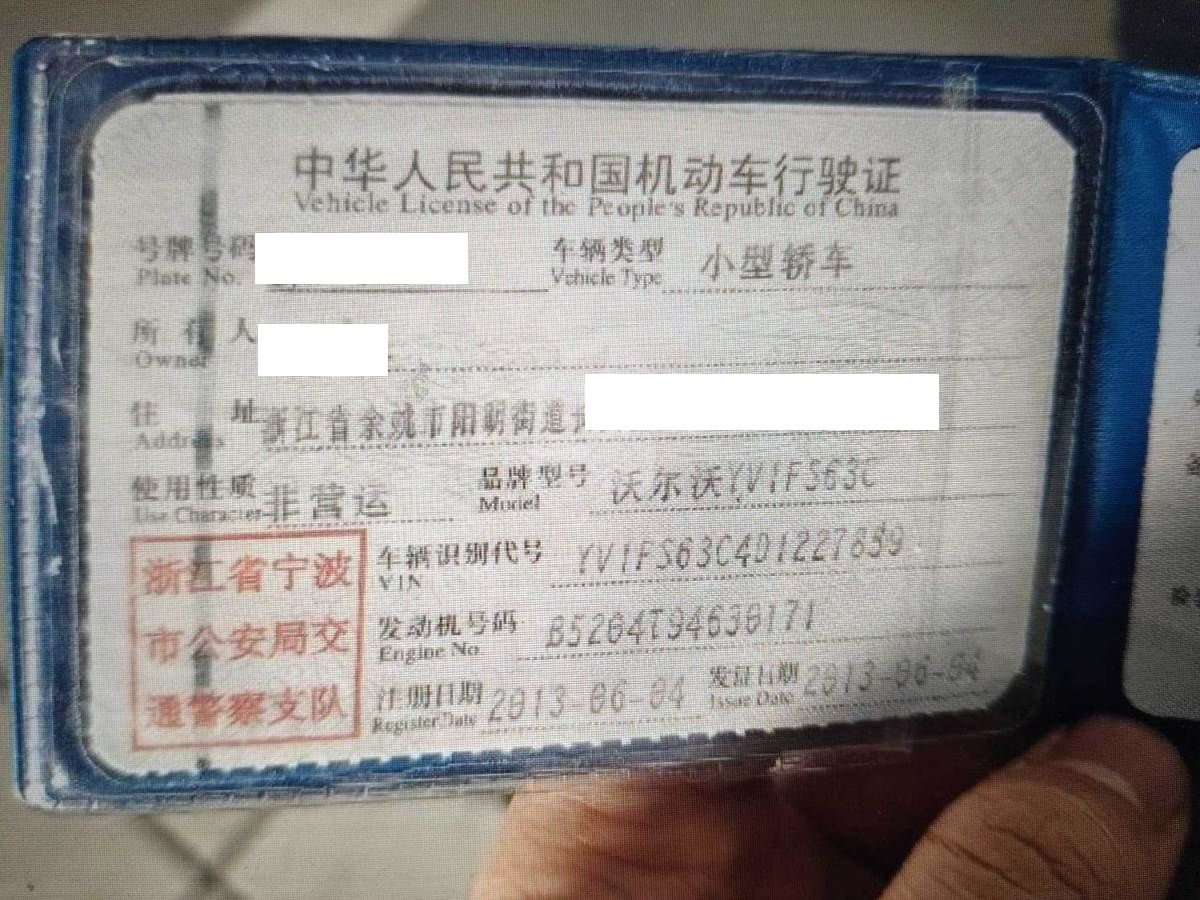 中华人民共和国机动车行驶证
Vehicle License of the People's Republic of China
号牌号码 车辆类型 小型轿车
Plate No. Vehicle Type
所有人
Owner
住址 浙江省余姚市阳明街道
Address
使用性质 非营运 品牌型号 沃尔沃YV1FS63C
Use Character Model
车辆识别代号 YV1FS63C4D1227859
VIN
发动机号码 B5204T94630171
Engine No.
注册日期 2013-06-04 发证日期 2013-06-04
Register Date Issue Date
浙江省宁波
市公安局交
通警察支队